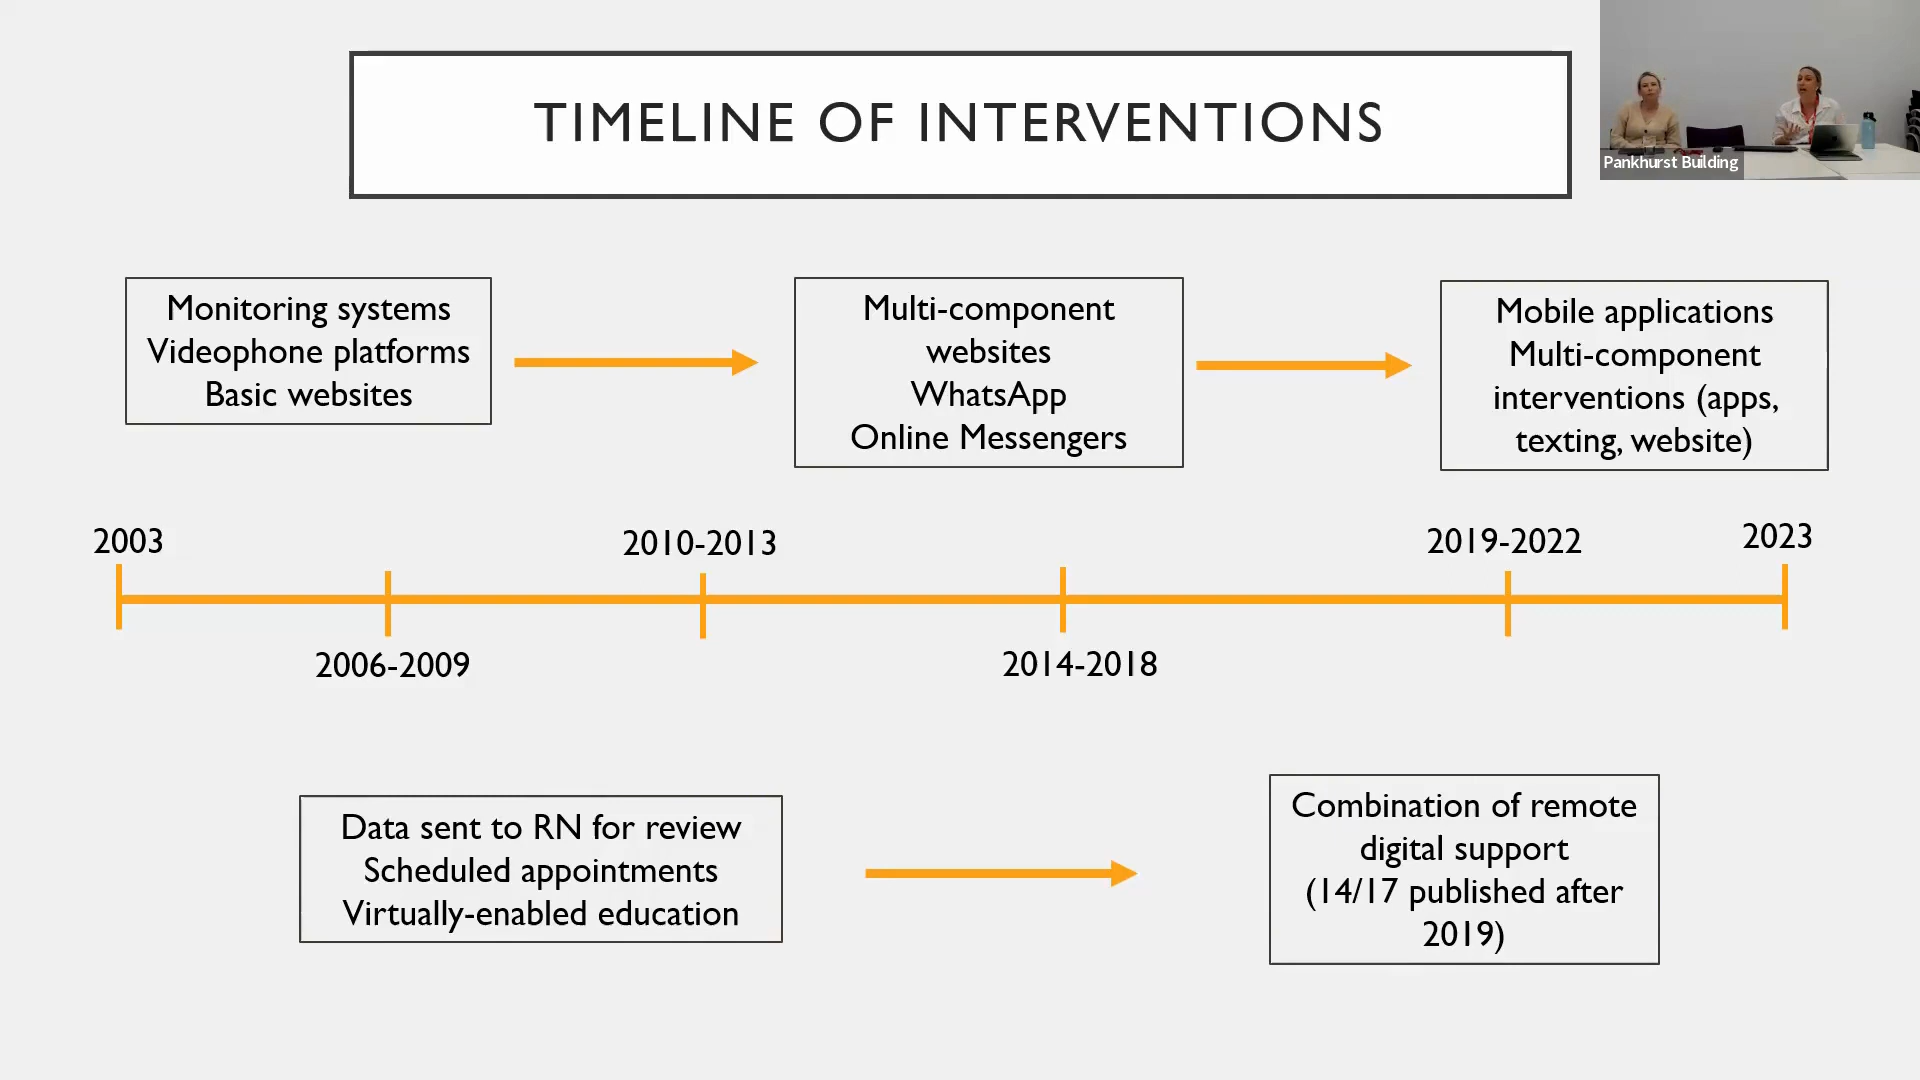 TIMELINE OF INTERVENTIONS
Pankhurst Building
Monitoring systems
Videophone platforms
Basic websites
Multi-component
websites
WhatsApp
Online Messengers
Mobile applications
Multi-component
interventions (apps,
texting, website)
2003
2010-2013
2019-2022
2023
2006-2009
2014-2018
Data sent to RN for review
Scheduled appointments
Virtually-enabled education
Combination of remote
digital support
(14/17 published after
2019)